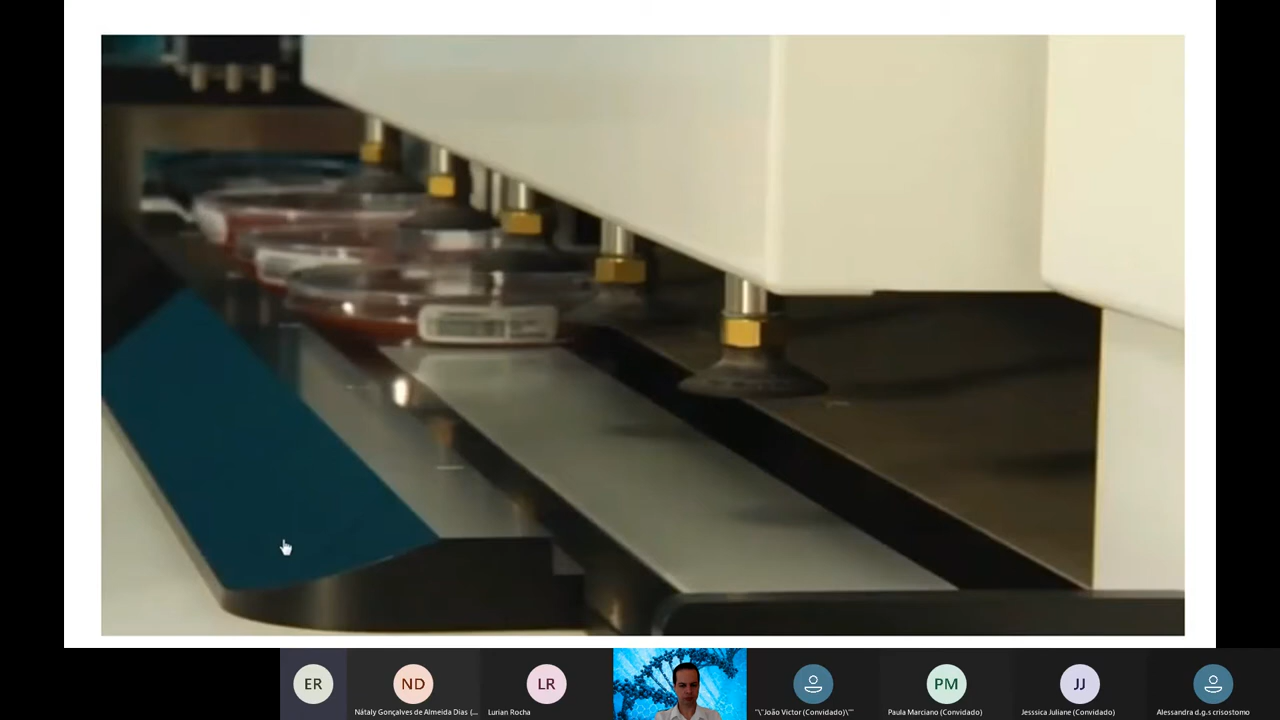 ER
ND
LR
PM
JJ
Nátaly Gonçalves de Almeida Dias (...
Lurian Rocha
"\"João Victor (Convidado)\""
Paula Marciano (Convidado)
Jesssica Juliane (Convidado)
Alessandra d.g.s crisostomo